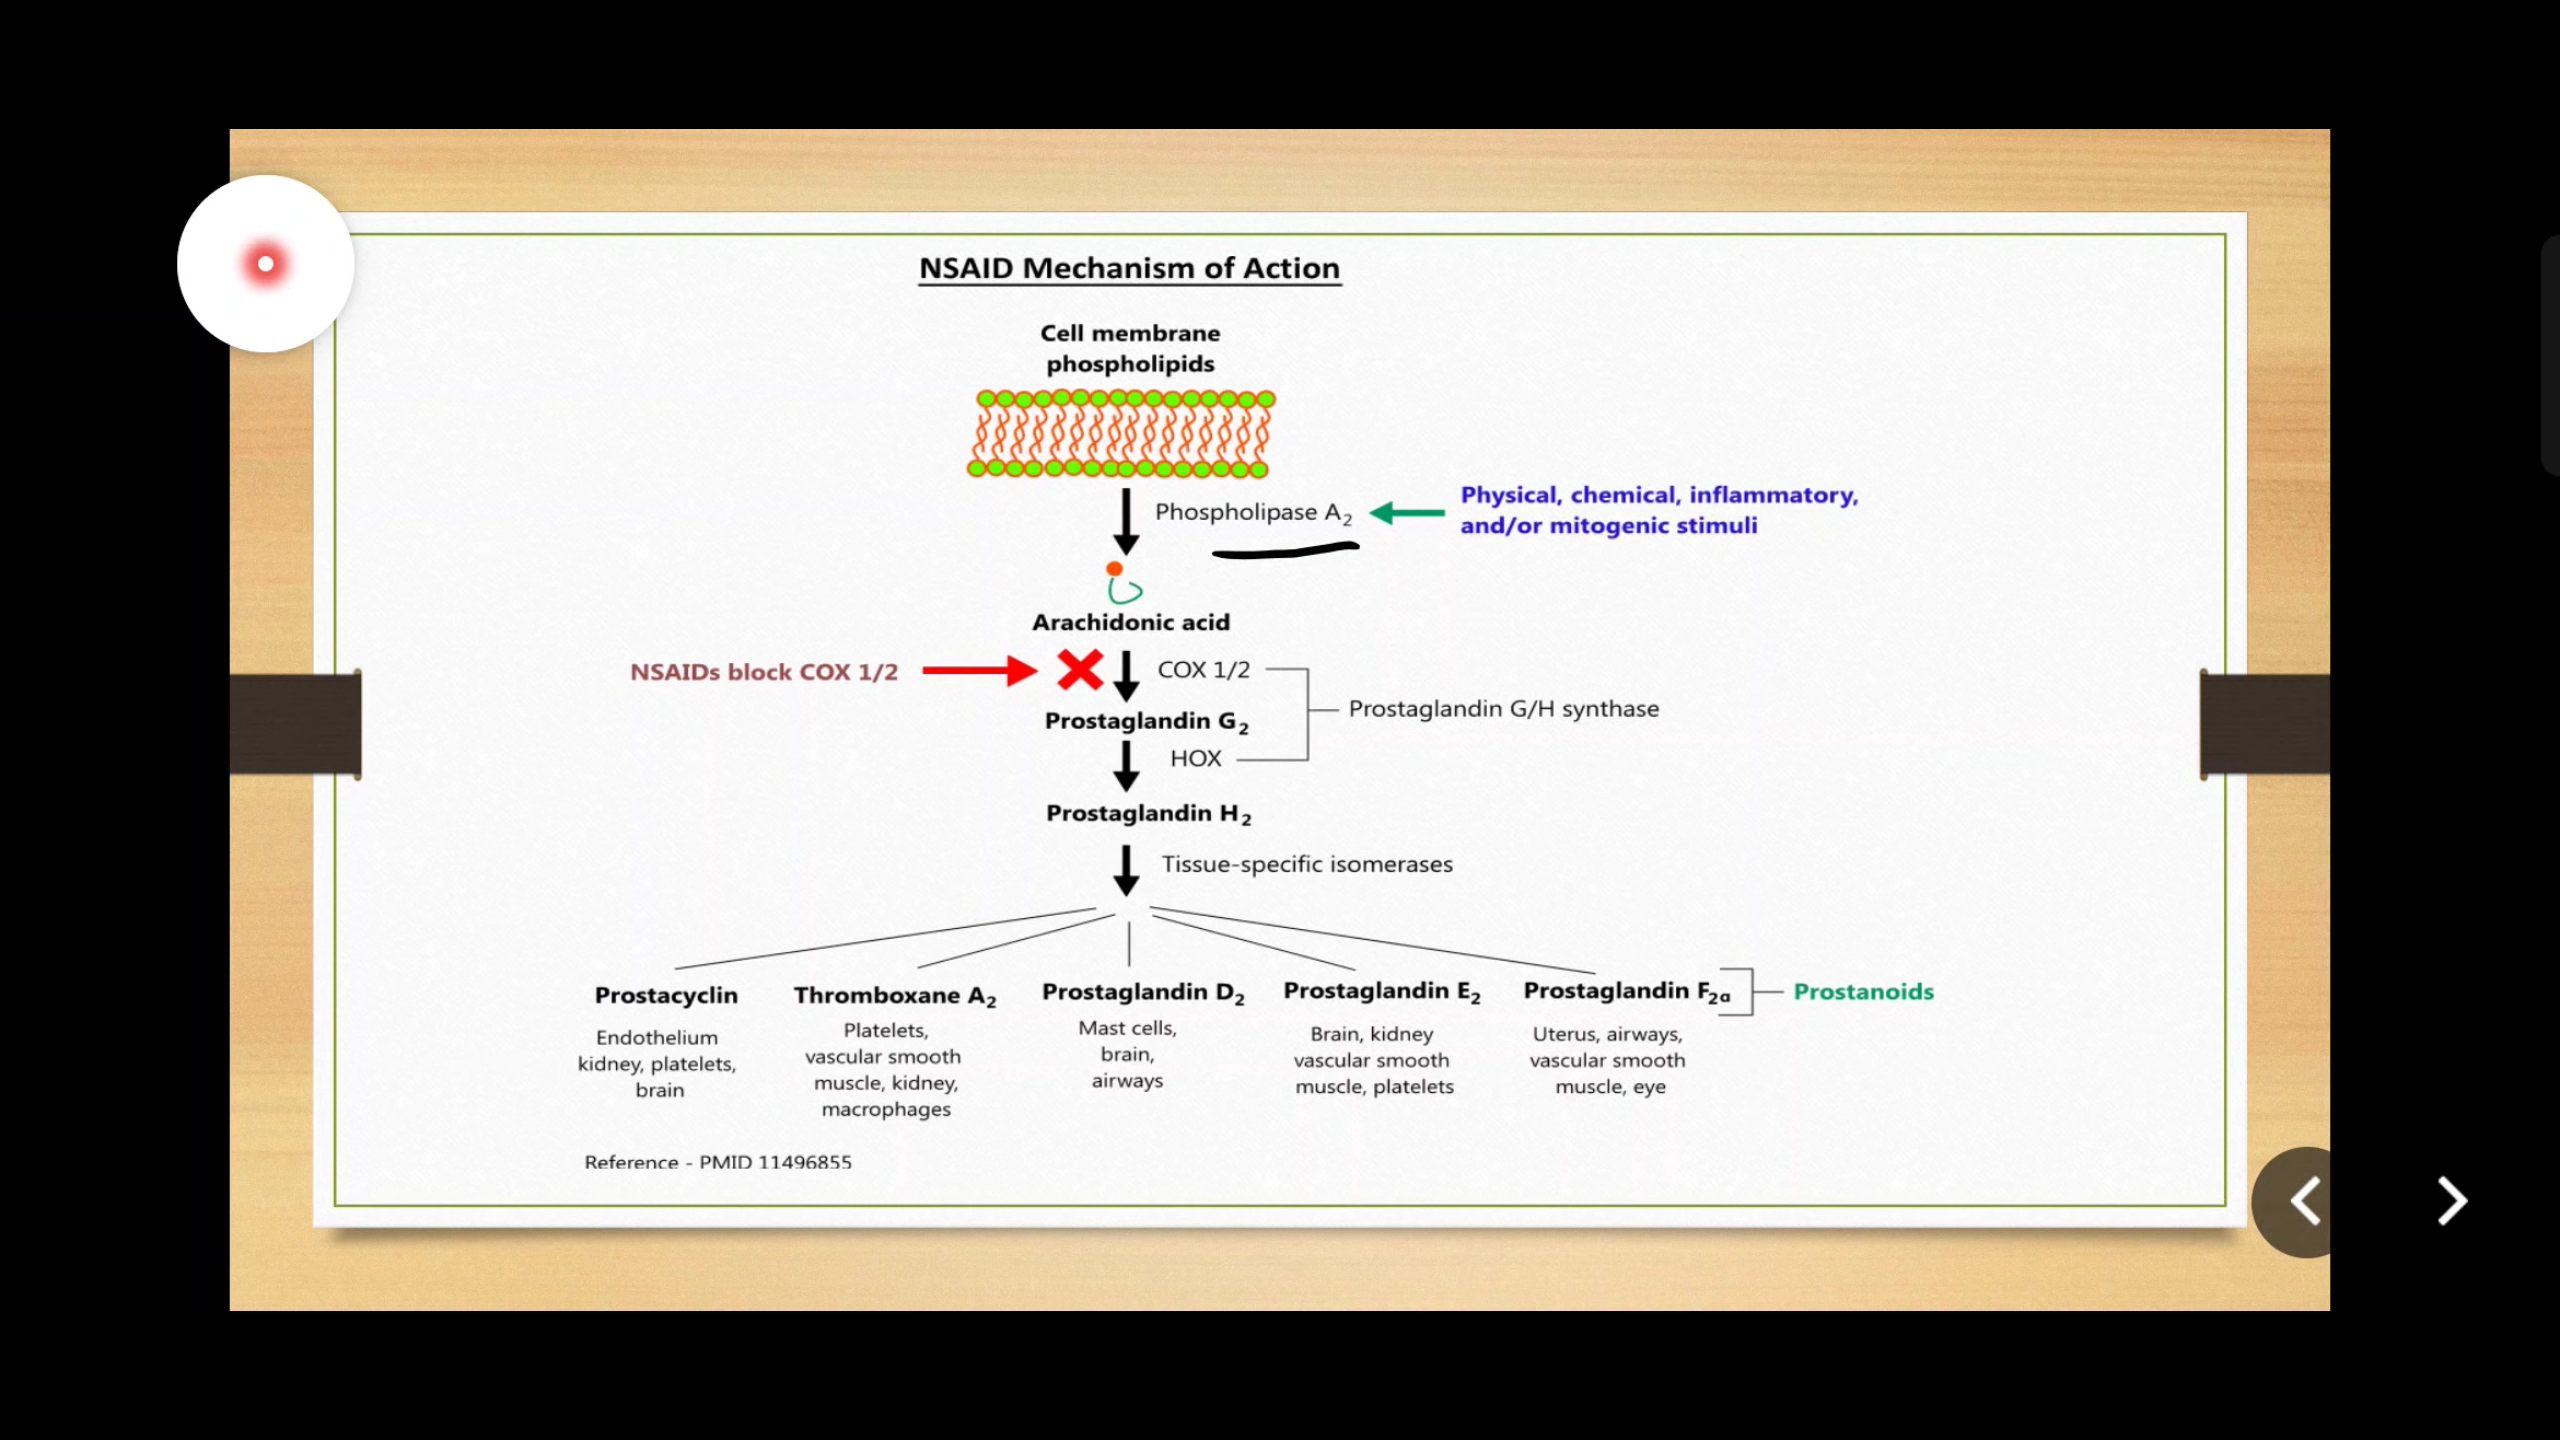 NSAID Mechanism of Action
Cell membrane
phospholipids
Phospholipase A2
Physical, chemical, inflammatory,
and/or mitogenic stimuli
Arachidonic acid
NSAIDs block COX 1/2
COX 1/2
Prostaglandin G2
Prostaglandin G/H synthase
HOX
Prostaglandin H2
Tissue-specific isomerases
Prostacyclin
Endothelium
kidney, platelets,
brain
Thromboxane A2
Platelets,
vascular smooth
muscle, kidney,
macrophages
Prostaglandin D2
Mast cells,
brain,
airways
Prostaglandin E2
Brain, kidney
vascular smooth
muscle, platelets
Prostaglandin F2α
Uterus, airways,
vascular smooth
muscle, eye
Prostanoids
Reference - PMID 11496855